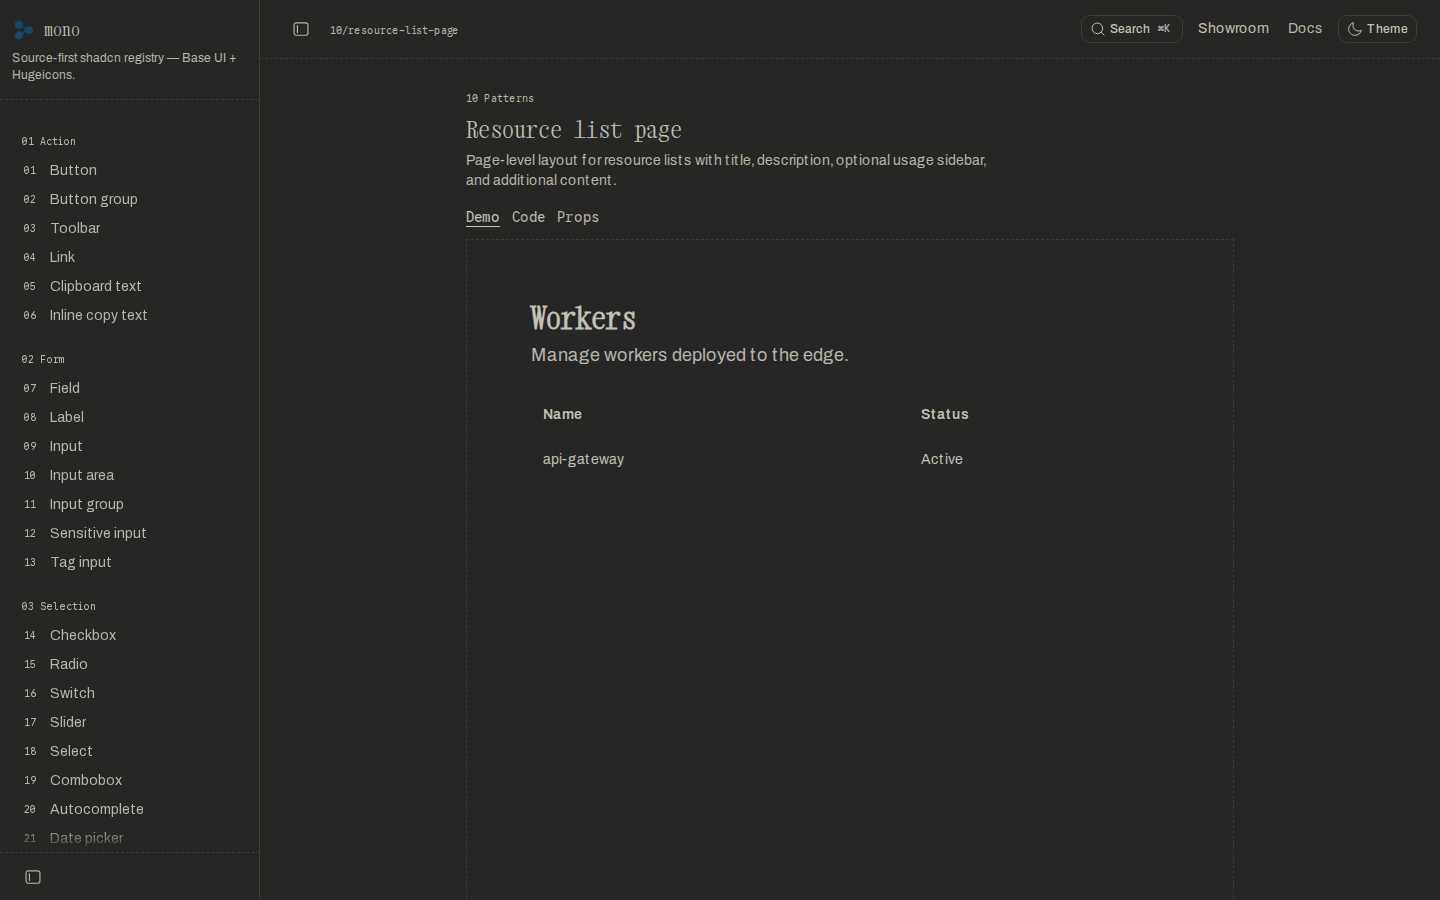 mono
Source-first shadcn registry — Base UI +
Hugeicons.
01 Action
01 Button
02 Button group
03 Toolbar
04 Link
05 Clipboard text
06 Inline copy text
02 Form
07 Field
08 Label
09 Input
10 Input area
11 Input group
12 Sensitive input
13 Tag input
03 Selection
14 Checkbox
15 Radio
16 Switch
17 Slider
18 Select
19 Combobox
20 Autocomplete
21 Date picker
10/resource-list-page
Search ⌘K
Showroom
Docs
Theme
10 Patterns
Resource list page
Page-level layout for resource lists with title, description, optional usage sidebar,
and additional content.
Demo Code Props
Workers
Manage workers deployed to the edge.
Name Status
api-gateway Active